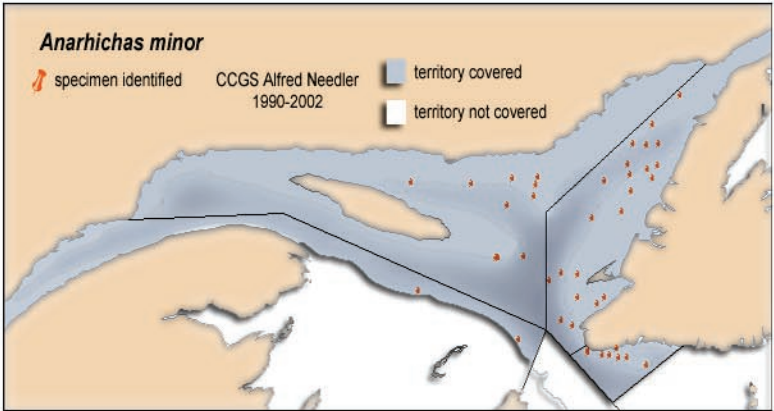 Anarhichas minor
specimen identified
CCGS Alfred Needler
1990-2002
territory covered
territory not covered